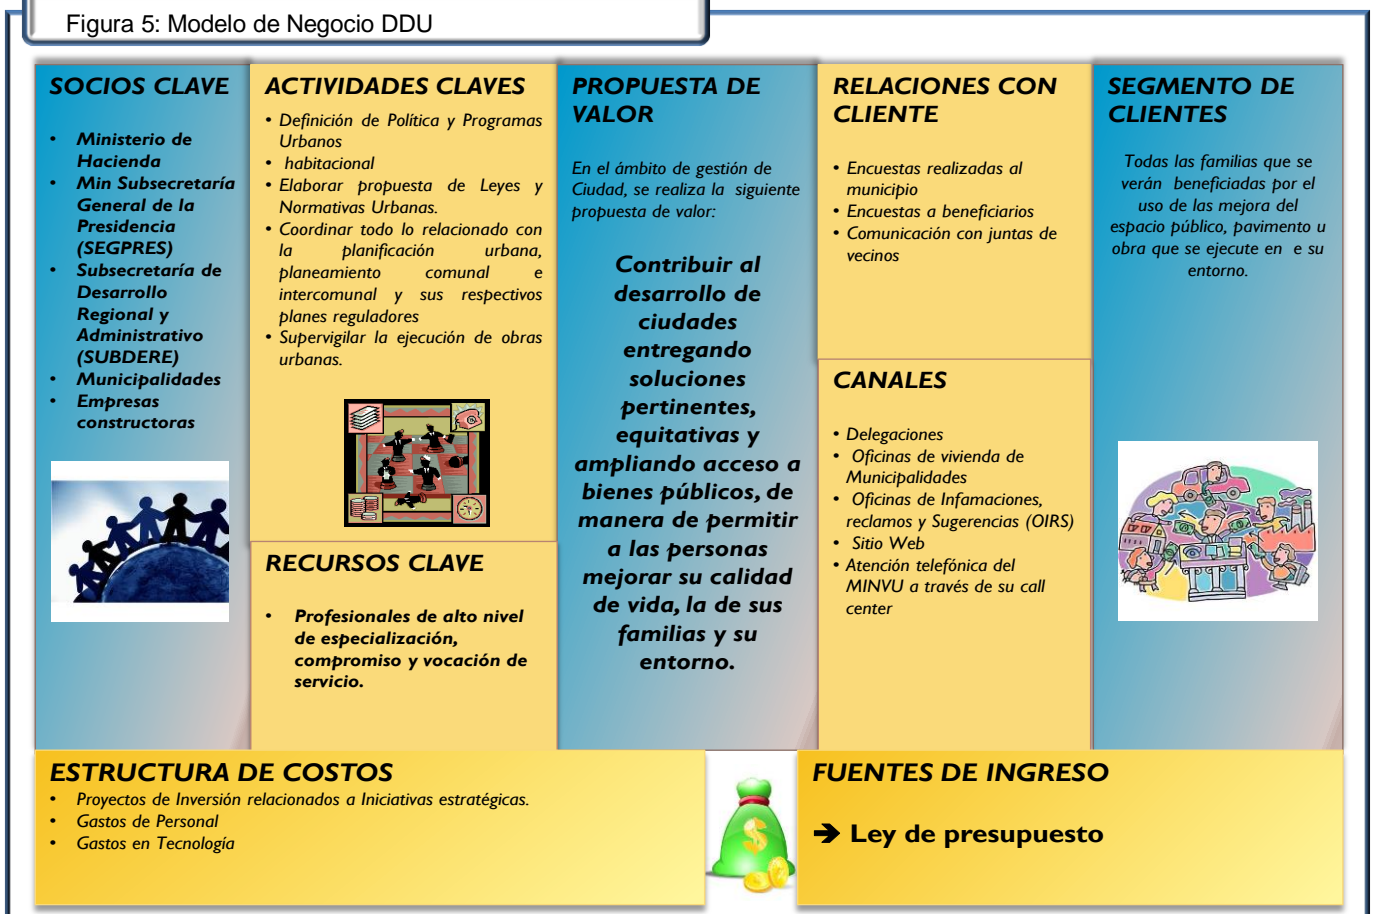 Figura 5: Modelo de Negocio DDU
SOCIOS CLAVE
• Ministerio de
Hacienda
• Min Subsecretaría
General de la
Presidencia
(SEGPRES)
• Subsecretaría de
Desarrollo
Regional y
Administrativo
(SUBDERE)
• Municipalidades
• Empresas
constructoras
ACTIVIDADES CLAVES
• Definición de Política y Programas
Urbanos
• habitacional
• Elaborar propuesta de Leyes y
Normativas Urbanas.
• Coordinar todo lo relacionado con
la planificación urbana,
planeamiento comunal e
intercomunal y sus respectivos
planes reguladores
• Supervigilar la ejecución de obras
urbanas.
RECURSOS CLAVE
• Profesionales de alto nivel
de especialización,
compromiso y vocación de
servicio.
PROPUESTA DE
VALOR
En el ámbito de gestión de
Ciudad, se realiza la siguiente
propuesta de valor:
Contribuir al
desarrollo de
ciudades
entregando
soluciones
pertinentes,
equitativas y
ampliando acceso a
bienes públicos, de
manera de permitir
a las personas
mejorar su calidad
de vida, la de sus
familias y su
entorno.
RELACIONES CON
CLIENTE
• Encuestas realizadas al
municipio
• Encuestas a beneficiarios
• Comunicación con juntas de
vecinos
CANALES
• Delegaciones
• Oficinas de vivienda de
Municipalidades
• Oficinas de Infamaciones,
reclamos y Sugerencias (OIRS)
• Sitio Web
• Atención telefónica del
MINVU a través de su call
center
SEGMENTO DE
CLIENTES
Todas las familias que se
verán beneficiadas por el
uso de las mejora del
espacio público, pavimento u
obra que se ejecute en e su
entorno.
ESTRUCTURA DE COSTOS
• Proyectos de Inversión relacionados a Iniciativas estratégicas.
• Gastos de Personal
• Gastos en Tecnología
$
FUENTES DE INGRESO
➔ Ley de presupuesto